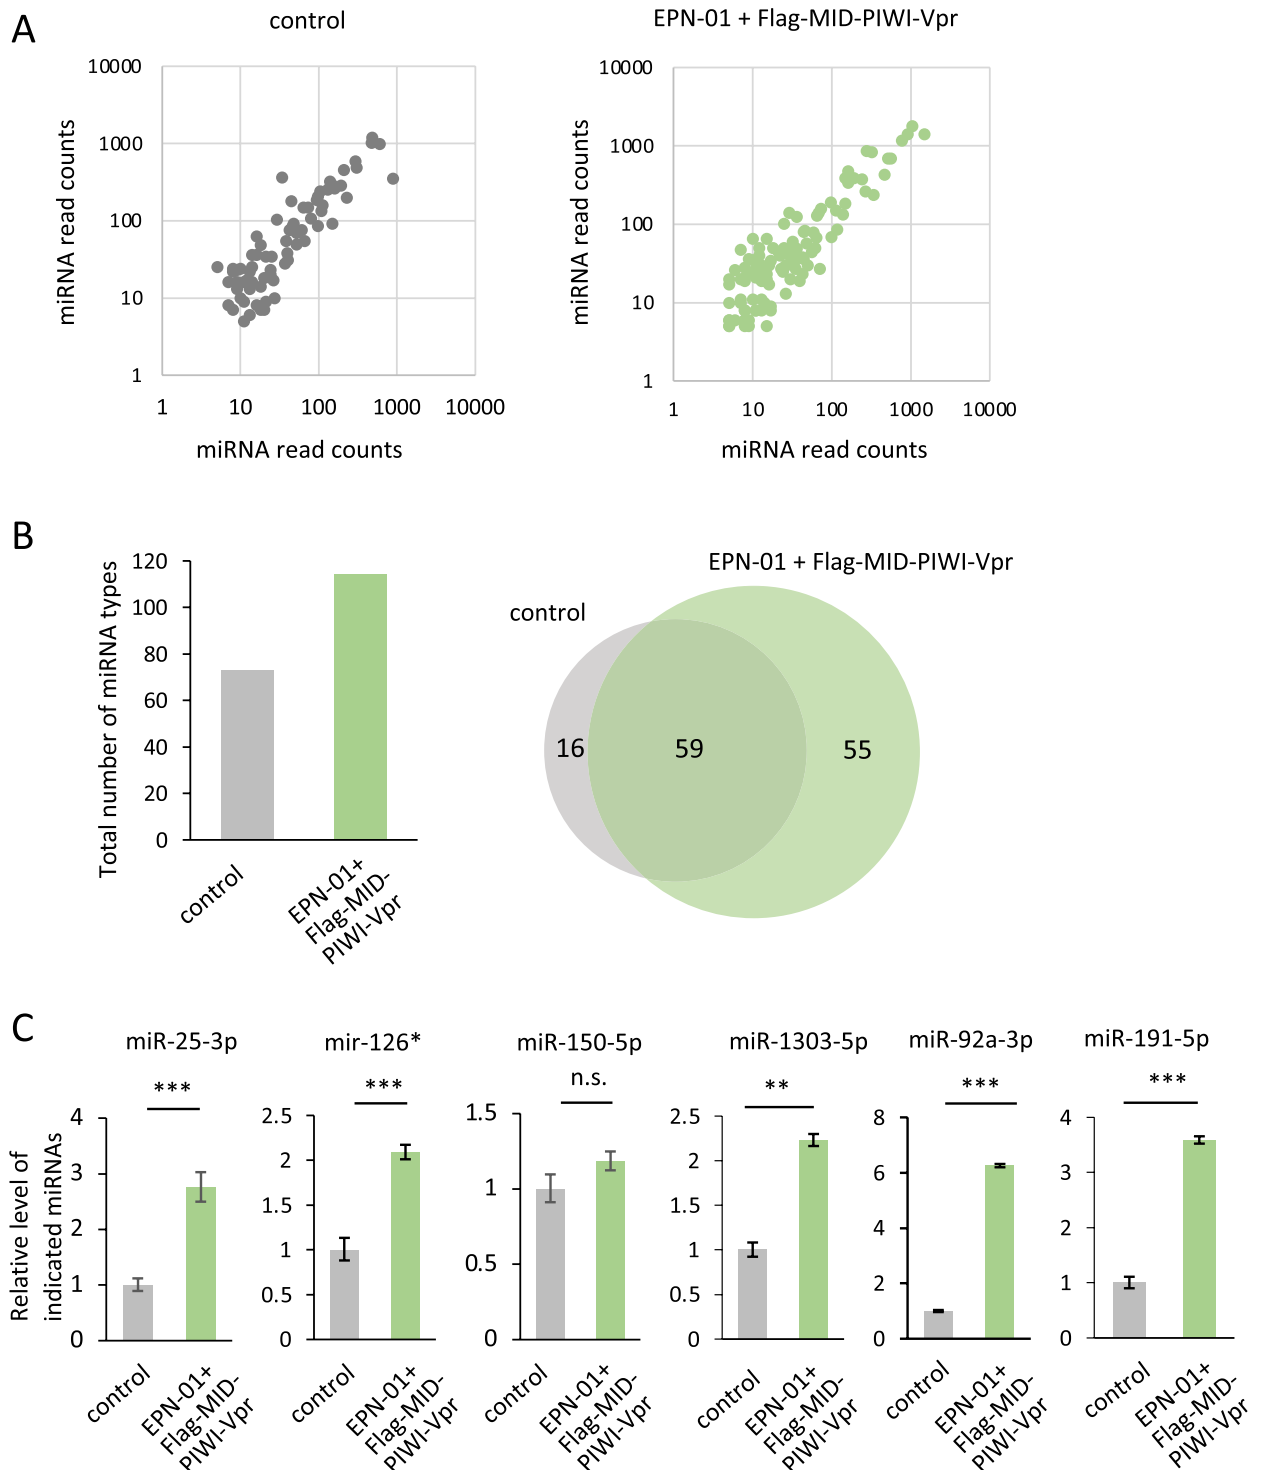 A
control
EPN-01 + Flag-MID-PIWI-Vpr
miRNA read counts
10000
1000
100
10
1
1 10 100 1000 10000
miRNA read counts
miRNA read counts
10000
1000
100
10
1
1 10 100 1000 10000
miRNA read counts
B
Total number of miRNA types
120
100
80
60
40
20
0
control
EPN-01+
Flag-MID-
PIWI-Vpr
EPN-01 + Flag-MID-PIWI-Vpr
control
16 59 55
C
Relative level of
indicated miRNAs
miR-25-3p
***
4
3
2
1
0
control
EPN-01+
Flag-MID-
PIWI-Vpr
mir-126*
***
2.5
2
1.5
1
0.5
0
control
EPN-01+
Flag-MID-
PIWI-Vpr
miR-150-5p
n.s.
1.5
1
0.5
0
control
EPN-01+
Flag-MID-
PIWI-Vpr
miR-1303-5p
**
2.5
2
1.5
1
0.5
0
control
EPN-01+
Flag-MID-
PIWI-Vpr
miR-92a-3p
***
8
6
4
2
0
control
EPN-01+
Flag-MID-
PIWI-Vpr
miR-191-5p
***
4
3
2
1
0
control
EPN-01+
Flag-MID-
PIWI-Vpr